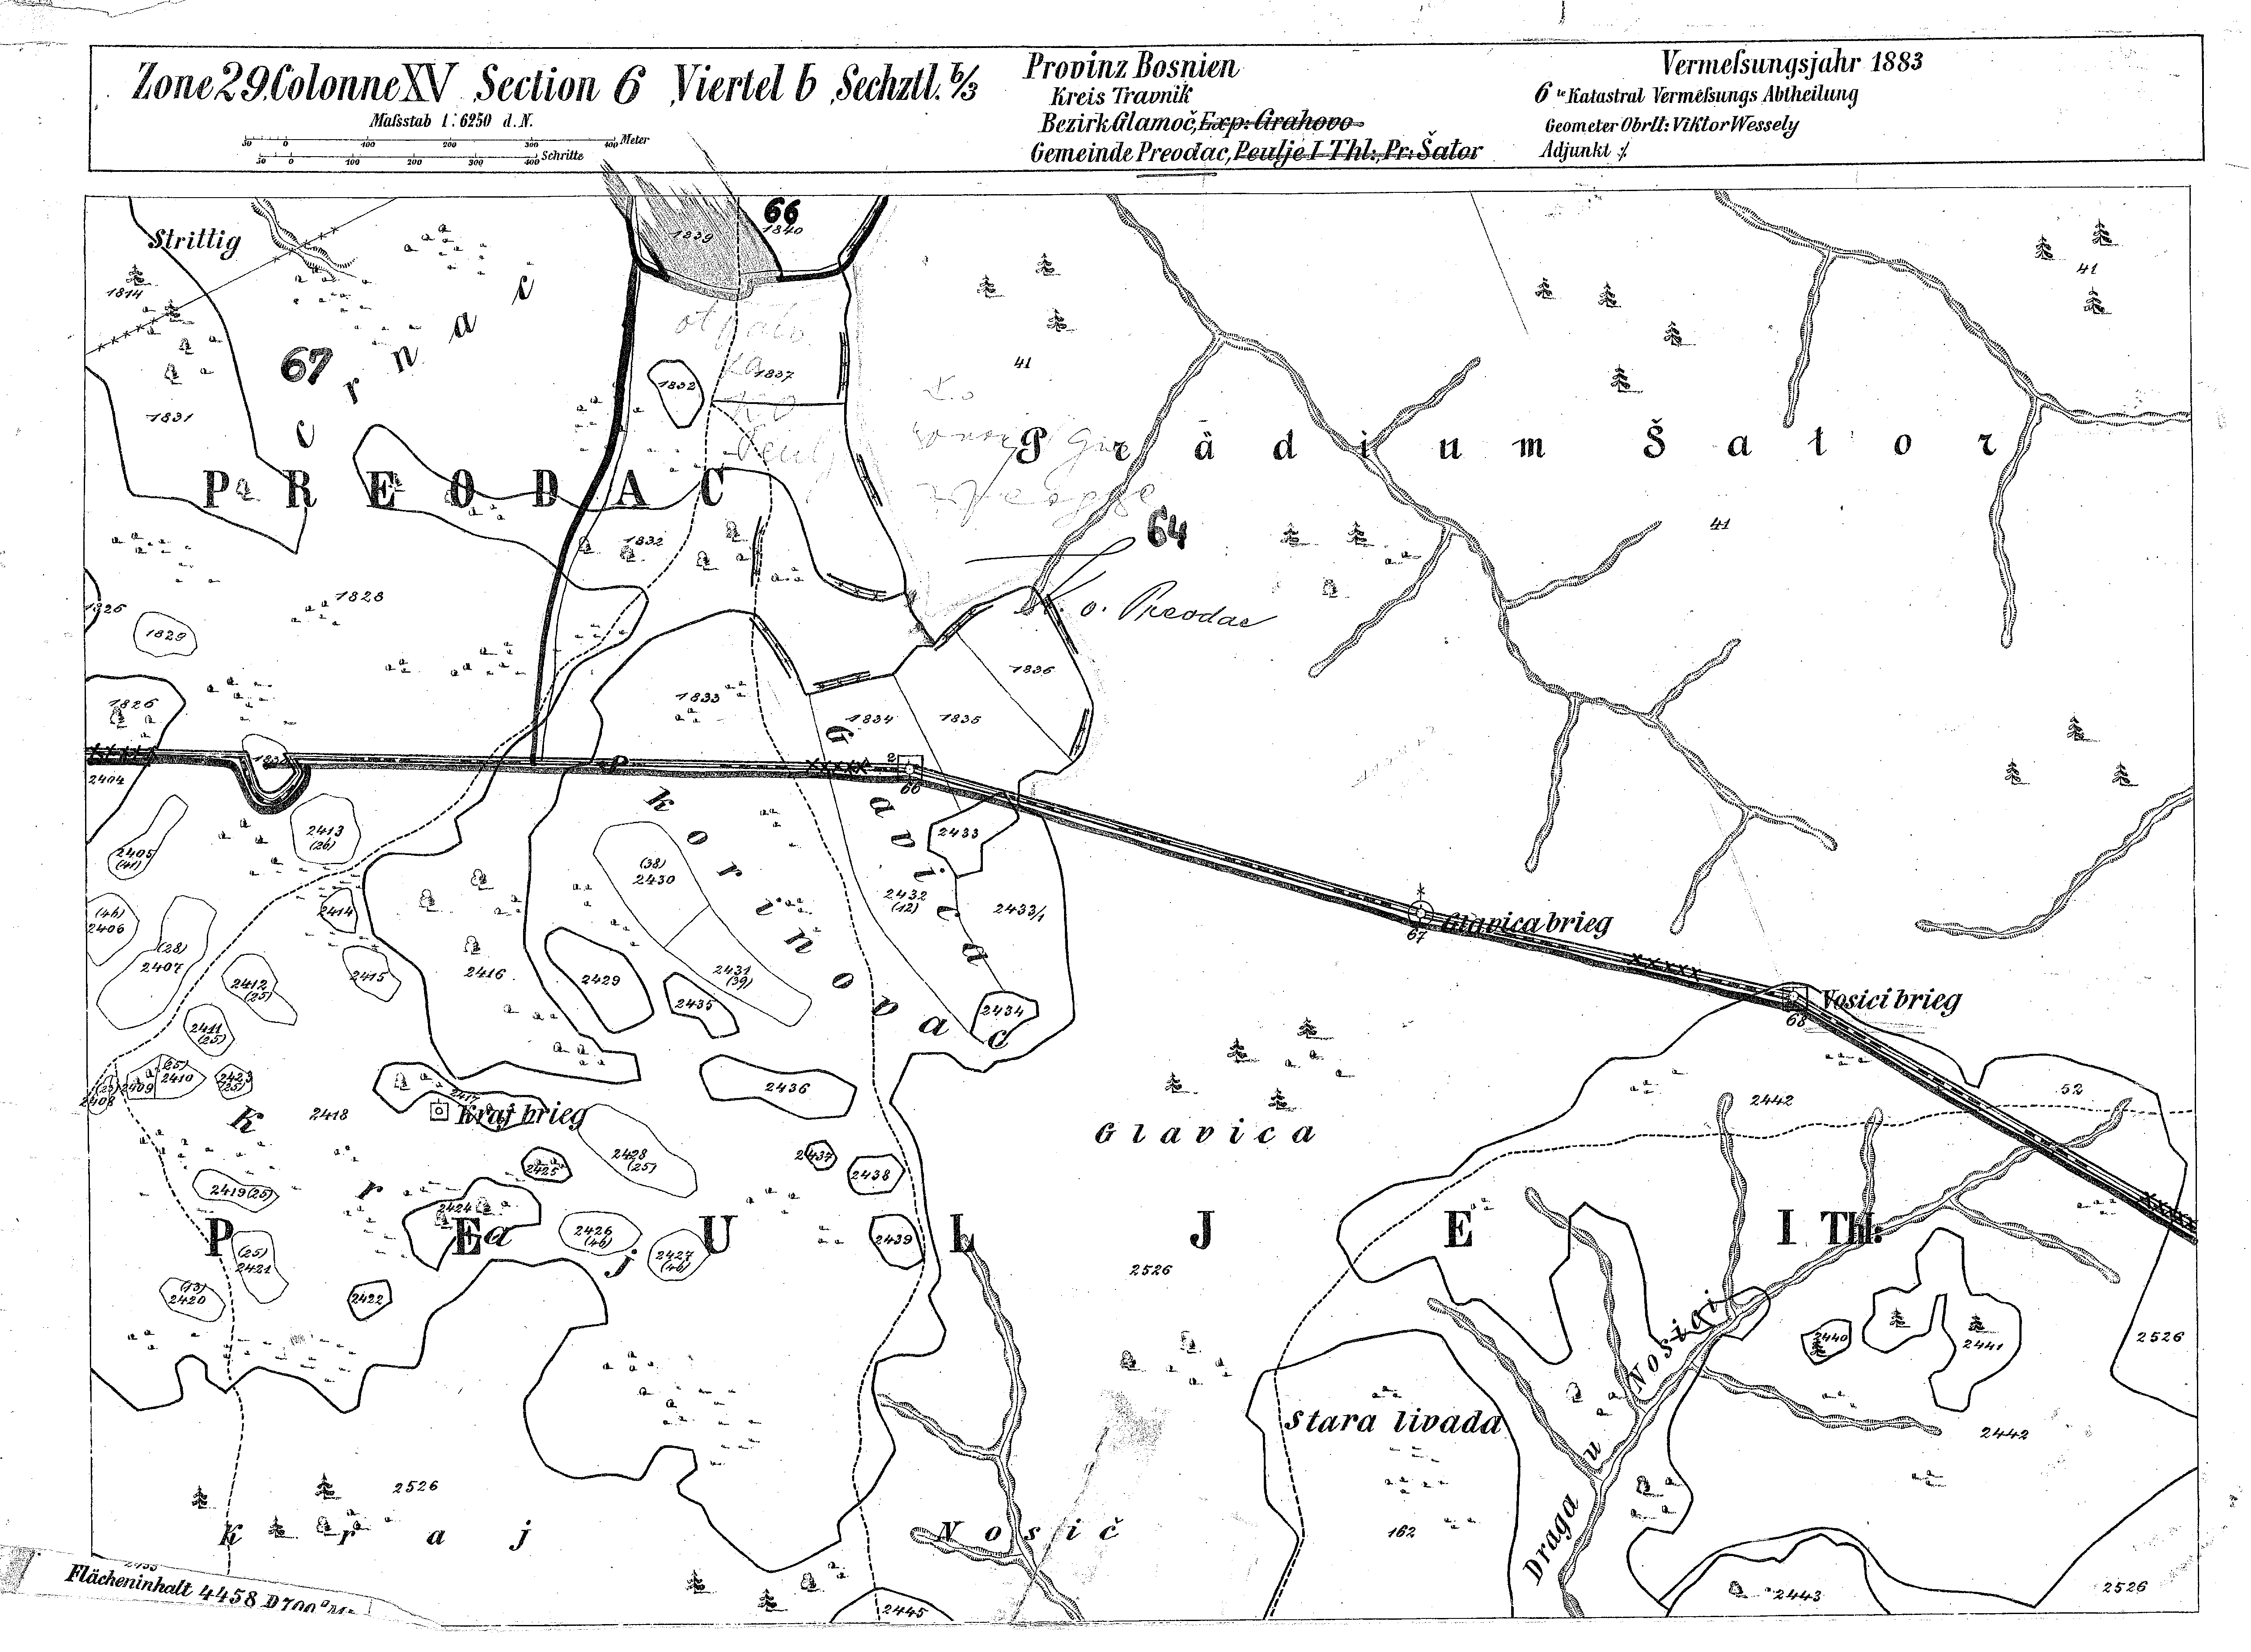 Zone 29. Colonne XV Section 6 Viertel b Sechztl. b/3
Maſsstab 1:6250 d. N.
50 0 100 200 300 400 Meter
50 0 100 200 300 400 Schritte
Provinz Bosnien
Kreis Travnik
Bezirk Glamoč, Exp: Grahovo
Gemeinde Preodac, Peulje I Thl:, Pr: Šator
Vermeſsungsjahr 1883
6te Katastral Vermeſsungs Abtheilung
Geometer Obrlt: Viktor Wessely
Adjunkt ·/.
66
1839
1840
Strittig
41
1814
Crnac
67
1832
1837
41
1831
Prädium Šator
PREODAC
64
41
1832
1828
1826
1829
K. o. Preodac
1836
1826
1833
1834
1835
2404
66
2405
(41)
2413
(26)
2433
(38)
2430
2432
(12)
2433/1
(46)
2406
2414
Glavica brieg
67
(28)
2407
2412
(25)
2415
2416
2429
2431
(39)
2435
2434
Vosici brieg
68
2411
(25)
Korinovac
Glavica
(25)
2410
2409
2408
2423
(25)
2418
2417
Kraj brieg
2436
2442
52
Glavica
2425
2428
(25)
2437
2438
2419 (25)
2424
Kraj
PEULJE I Thl:
2426
(46)
2427
(46)
2439
(25)
2421
2526
(13)
2420
2422
2440
2441
2526
Stara livada
Draga u Nosici
2442
2526
Kraj
Nosič
162
2443
2526
2445
Flächeninhalt 4458 D 700